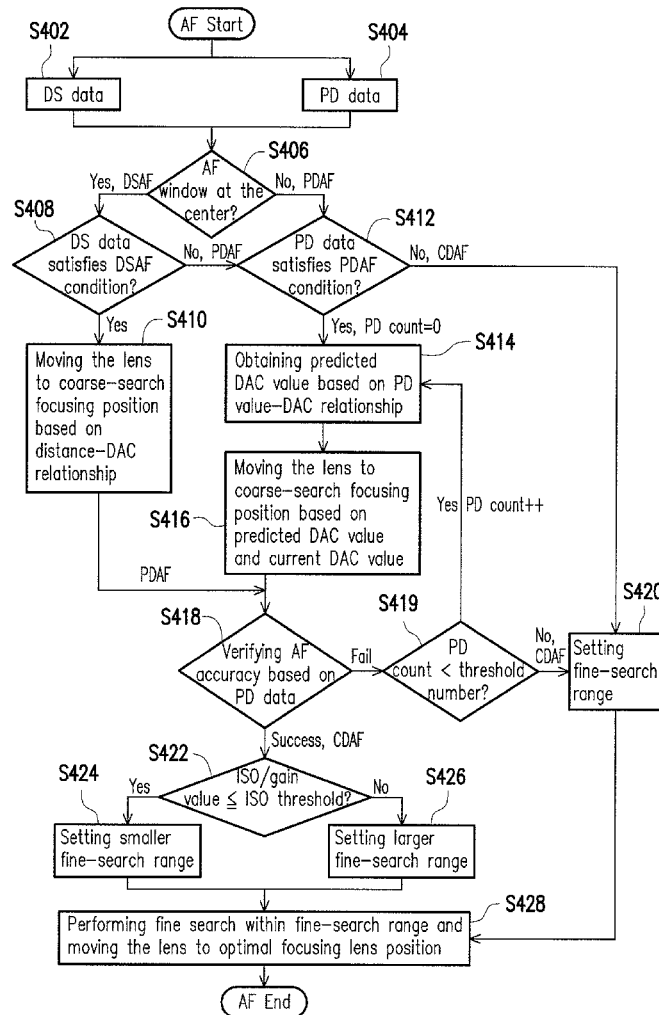 AF Start
S402
S404
DS data
PD data
S406
AF
window at the
center?
Yes, DSAF
No, PDAF
S408
S412
DS data
satisfies DSAF
condition?
No, PDAF
PD data
satisfies PDAF
condition?
No, CDAF
Yes
S410
Yes, PD count=0
S414
Moving the lens
to coarse-search
focusing position
based on
distance-DAC
relationship
Obtaining predicted
DAC value based on PD
value-DAC relationship
S416
Moving the lens to
coarse-search focusing
position based on
predicted DAC value
and current DAC value
Yes PD count++
PDAF
S418
S419
S420
Verifying AF
accuracy based on
PD data
Fail
PD
count < threshold
number?
No,
CDAF
Setting
fine-search
range
Success, CDAF
S422
ISO/gain
value ≦ ISO threshold?
Yes
No
S424
S426
Setting smaller
fine-search range
Setting larger
fine-search range
S428
Performing fine search within fine-search range and
moving the lens to optimal focusing lens position
AF End